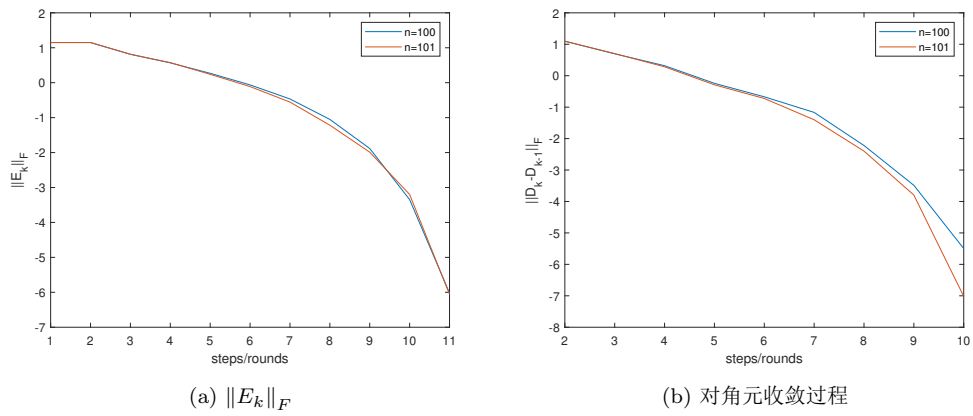 2
1
0
-1
-2
-3
-4
-5
-6
-7
||E_k||_F
1 2 3 4 5 6 7 8 9 10 11
steps/rounds
n=100
n=101
(a) ‖E_k‖_F
2
1
0
-1
-2
-3
-4
-5
-6
-7
-8
||D_k-D_{k-1}||_F
2 3 4 5 6 7 8 9 10
steps/rounds
n=100
n=101
(b) 对角元收敛过程